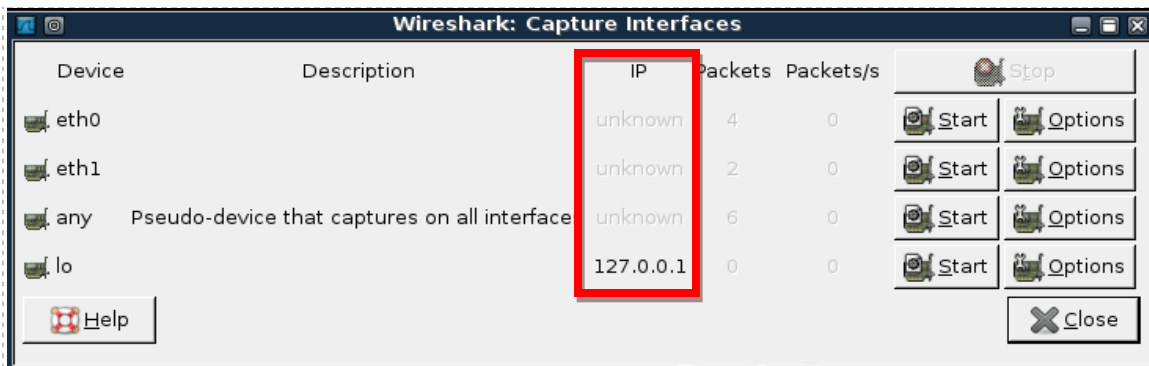 Wireshark: Capture Interfaces
Device Description IP Packets Packets/s Stop
eth0 unknown 4 0 Start Options
eth1 unknown 2 0 Start Options
any Pseudo-device that captures on all interface unknown 6 0 Start Options
lo 127.0.0.1 0 0 Start Options
Help Close